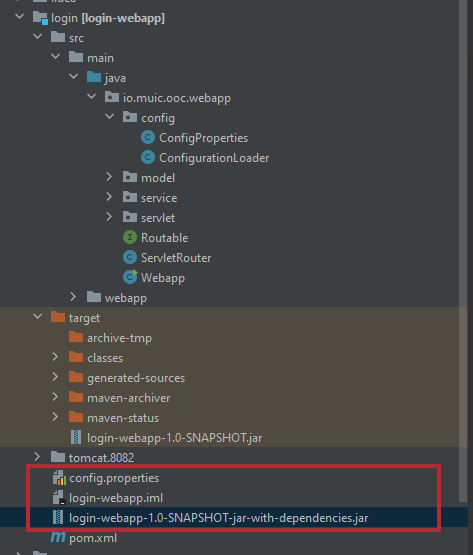 login [login-webapp]
src
main
java
io.muic.ooc.webapp
config
ConfigProperties
ConfigurationLoader
model
service
servlet
Routable
ServletRouter
Webapp
webapp
target
archive-tmp
classes
generated-sources
maven-archiver
maven-status
login-webapp-1.0-SNAPSHOT.jar
tomcat.8082
config.properties
login-webapp.iml
login-webapp-1.0-SNAPSHOT-jar-with-dependencies.jar
pom.xml